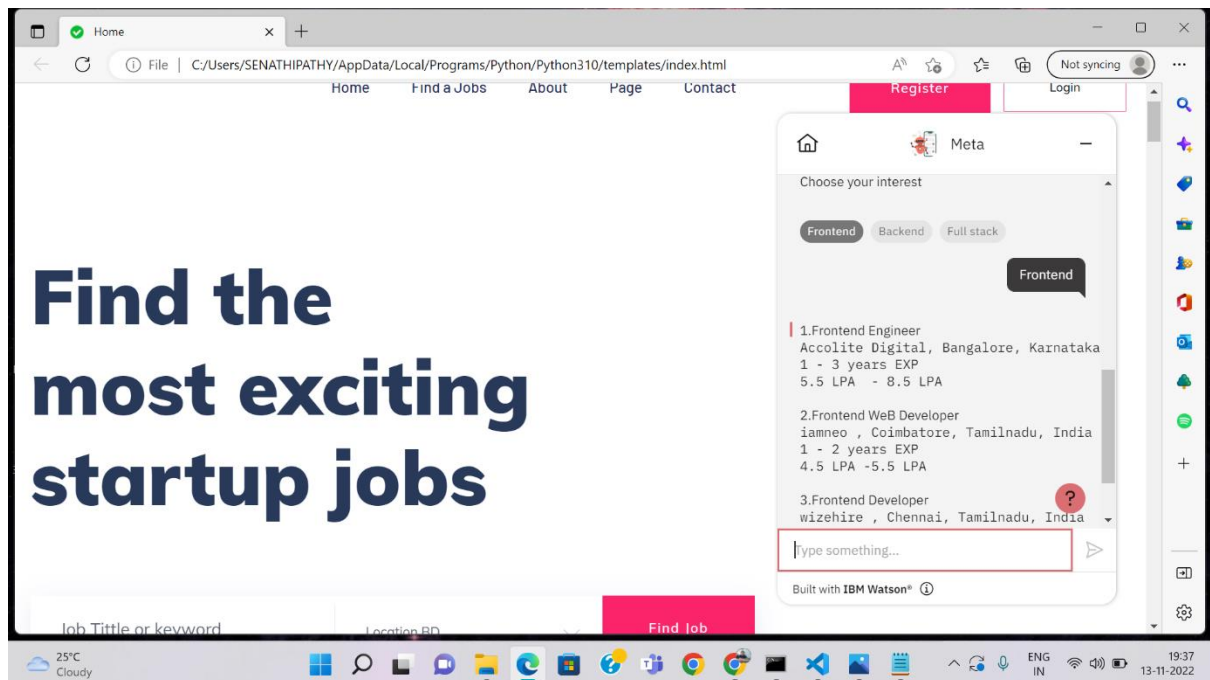 Home
File | C:/Users/SENATHIPATHY/AppData/Local/Programs/Python/Python310/templates/index.html
Not syncing
Home Find a Jobs About Page Contact
Register
Login
Meta
Choose your interest
Frontend Backend Full stack
Frontend
1.Frontend Engineer
Accolite Digital, Bangalore, Karnataka
1 - 3 years EXP
5.5 LPA - 8.5 LPA
2.Frontend WeB Developer
iamneo , Coimbatore, Tamilnadu, India
1 - 2 years EXP
4.5 LPA -5.5 LPA
3.Frontend Developer
wizehire , Chennai, Tamilnadu, India
?
Type something...
Built with IBM Watson®
Find the
most exciting
startup jobs
Job Tittle or keyword
Location BD
Find Job
25°C
Cloudy
ENG
IN
19:37
13-11-2022